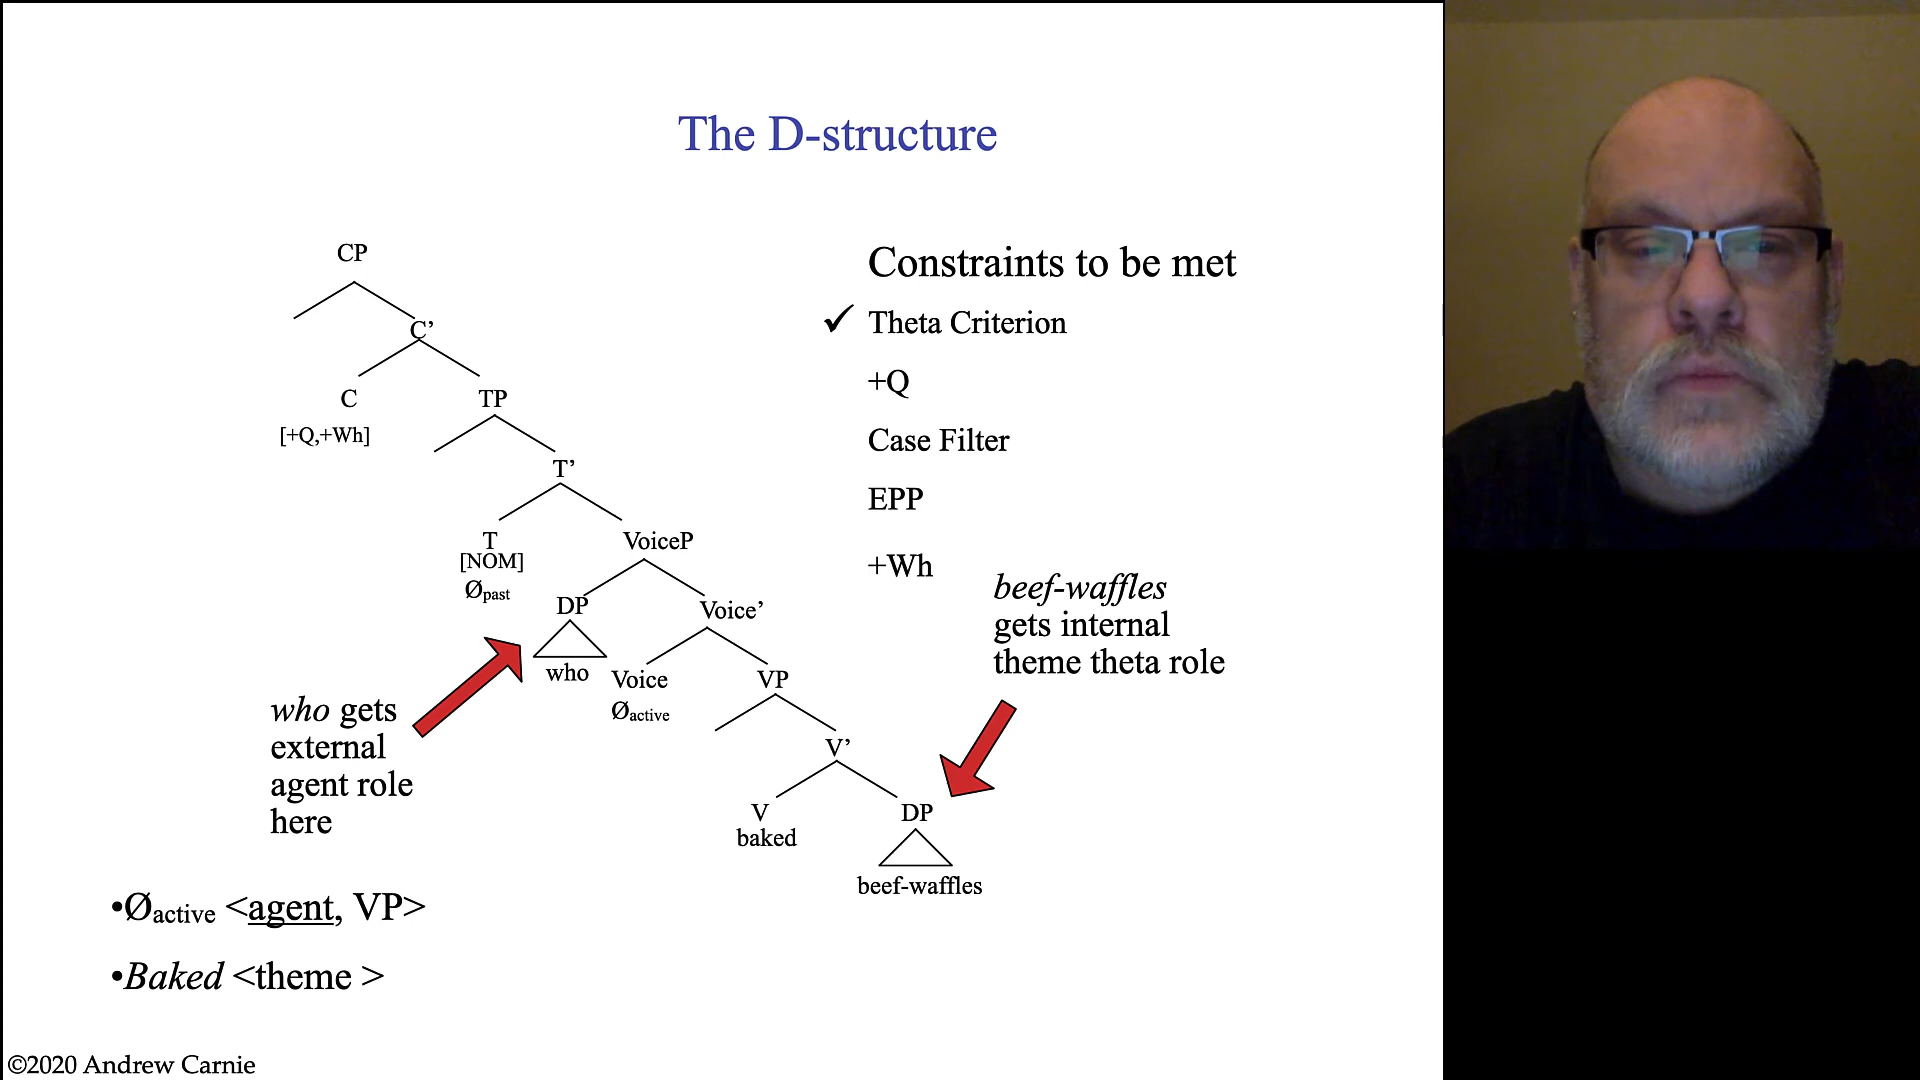 The D-structure
CP
C’
C
TP
[+Q,+Wh]
T’
T
VoiceP
[NOM]
Øpast
DP
Voice’
who
Voice
VP
Øactive
V’
V
DP
baked
beef-waffles
Constraints to be met
✓ Theta Criterion
+Q
Case Filter
EPP
+Wh
beef-waffles
gets internal
theme theta role
who gets
external
agent role
here
•Øactive <agent, VP>
•Baked <theme >
©2020 Andrew Carnie